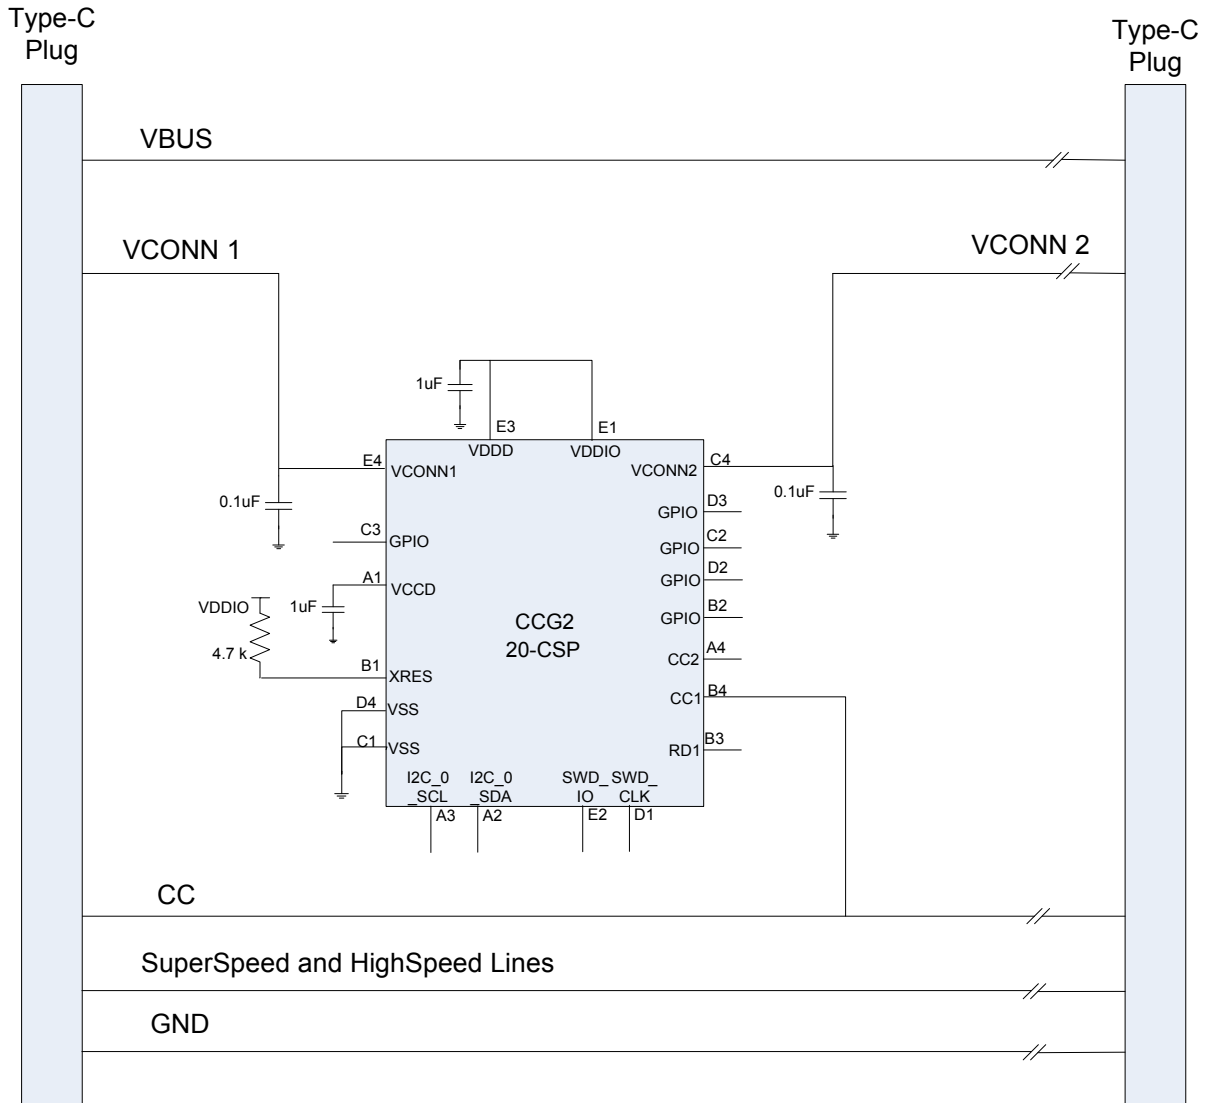 Type-C
Plug
Type-C
Plug
VBUS
VCONN 1
VCONN 2
1uF
E3
E1
VDDD
VDDIO
E4
VCONN1
VCONN2
C4
0.1uF
0.1uF
D3
GPIO
C3
GPIO
C2
GPIO
D2
GPIO
A1
VCCD
1uF
VDDIO
4.7 k
B2
GPIO
CCG2
20-CSP
A4
CC2
B1
XRES
B4
CC1
D4
VSS
C1
VSS
B3
RD1
I2C_0
_SCL
I2C_0
_SDA
SWD_
IO
SWD_
CLK
A3
A2
E2
D1
CC
SuperSpeed and HighSpeed Lines
GND